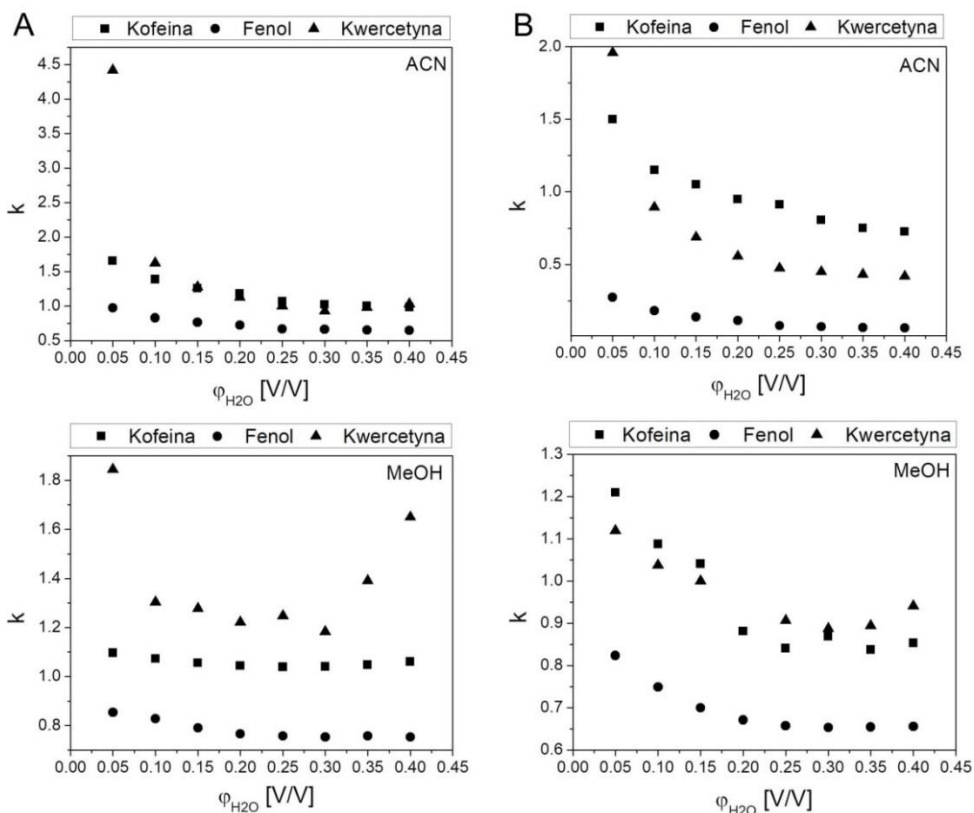 A
■ Kofeina ● Fenol ▲ Kwercetyna
ACN
4.5
4.0
3.5
3.0
2.5
2.0
1.5
1.0
0.5
k
0.00 0.05 0.10 0.15 0.20 0.25 0.30 0.35 0.40 0.45
φH2O [V/V]
B
■ Kofeina ● Fenol ▲ Kwercetyna
ACN
2.0
1.5
1.0
0.5
k
0.00 0.05 0.10 0.15 0.20 0.25 0.30 0.35 0.40 0.45
φH2O [V/V]
■ Kofeina ● Fenol ▲ Kwercetyna
MeOH
1.8
1.6
1.4
1.2
1.0
0.8
k
0.00 0.05 0.10 0.15 0.20 0.25 0.30 0.35 0.40 0.45
φH2O [V/V]
■ Kofeina ● Fenol ▲ Kwercetyna
MeOH
1.3
1.2
1.1
1.0
0.9
0.8
0.7
0.6
k
0.00 0.05 0.10 0.15 0.20 0.25 0.30 0.35 0.40 0.45
φH2O [V/V]